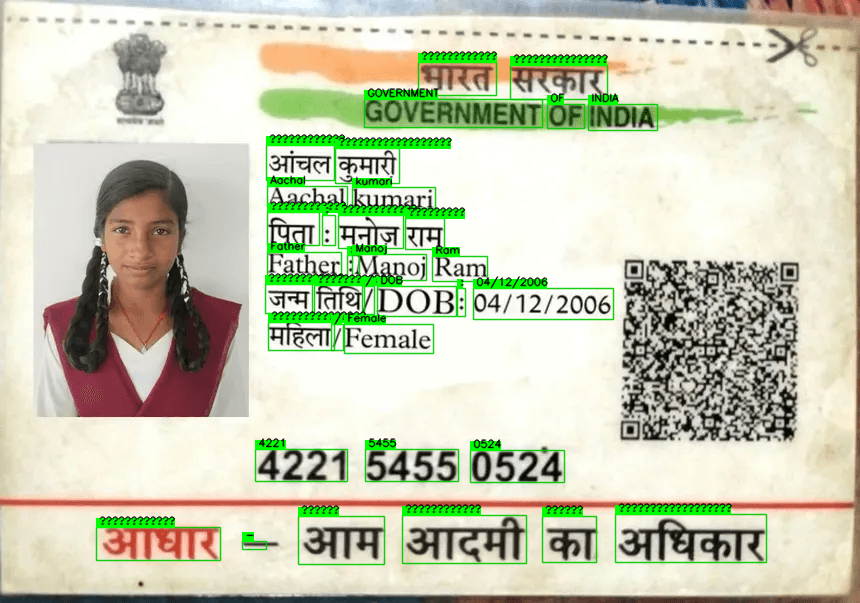 भारत सरकार
GOVERNMENT OF INDIA
आंचल कुमारी
Aachal kumari
पिता : मनोज राम
Father :Manoj Ram
जन्म तिथि/DOB: 04/12/2006
महिला/Female
4221 5455 0524
आधार — आम आदमी का अधिकार